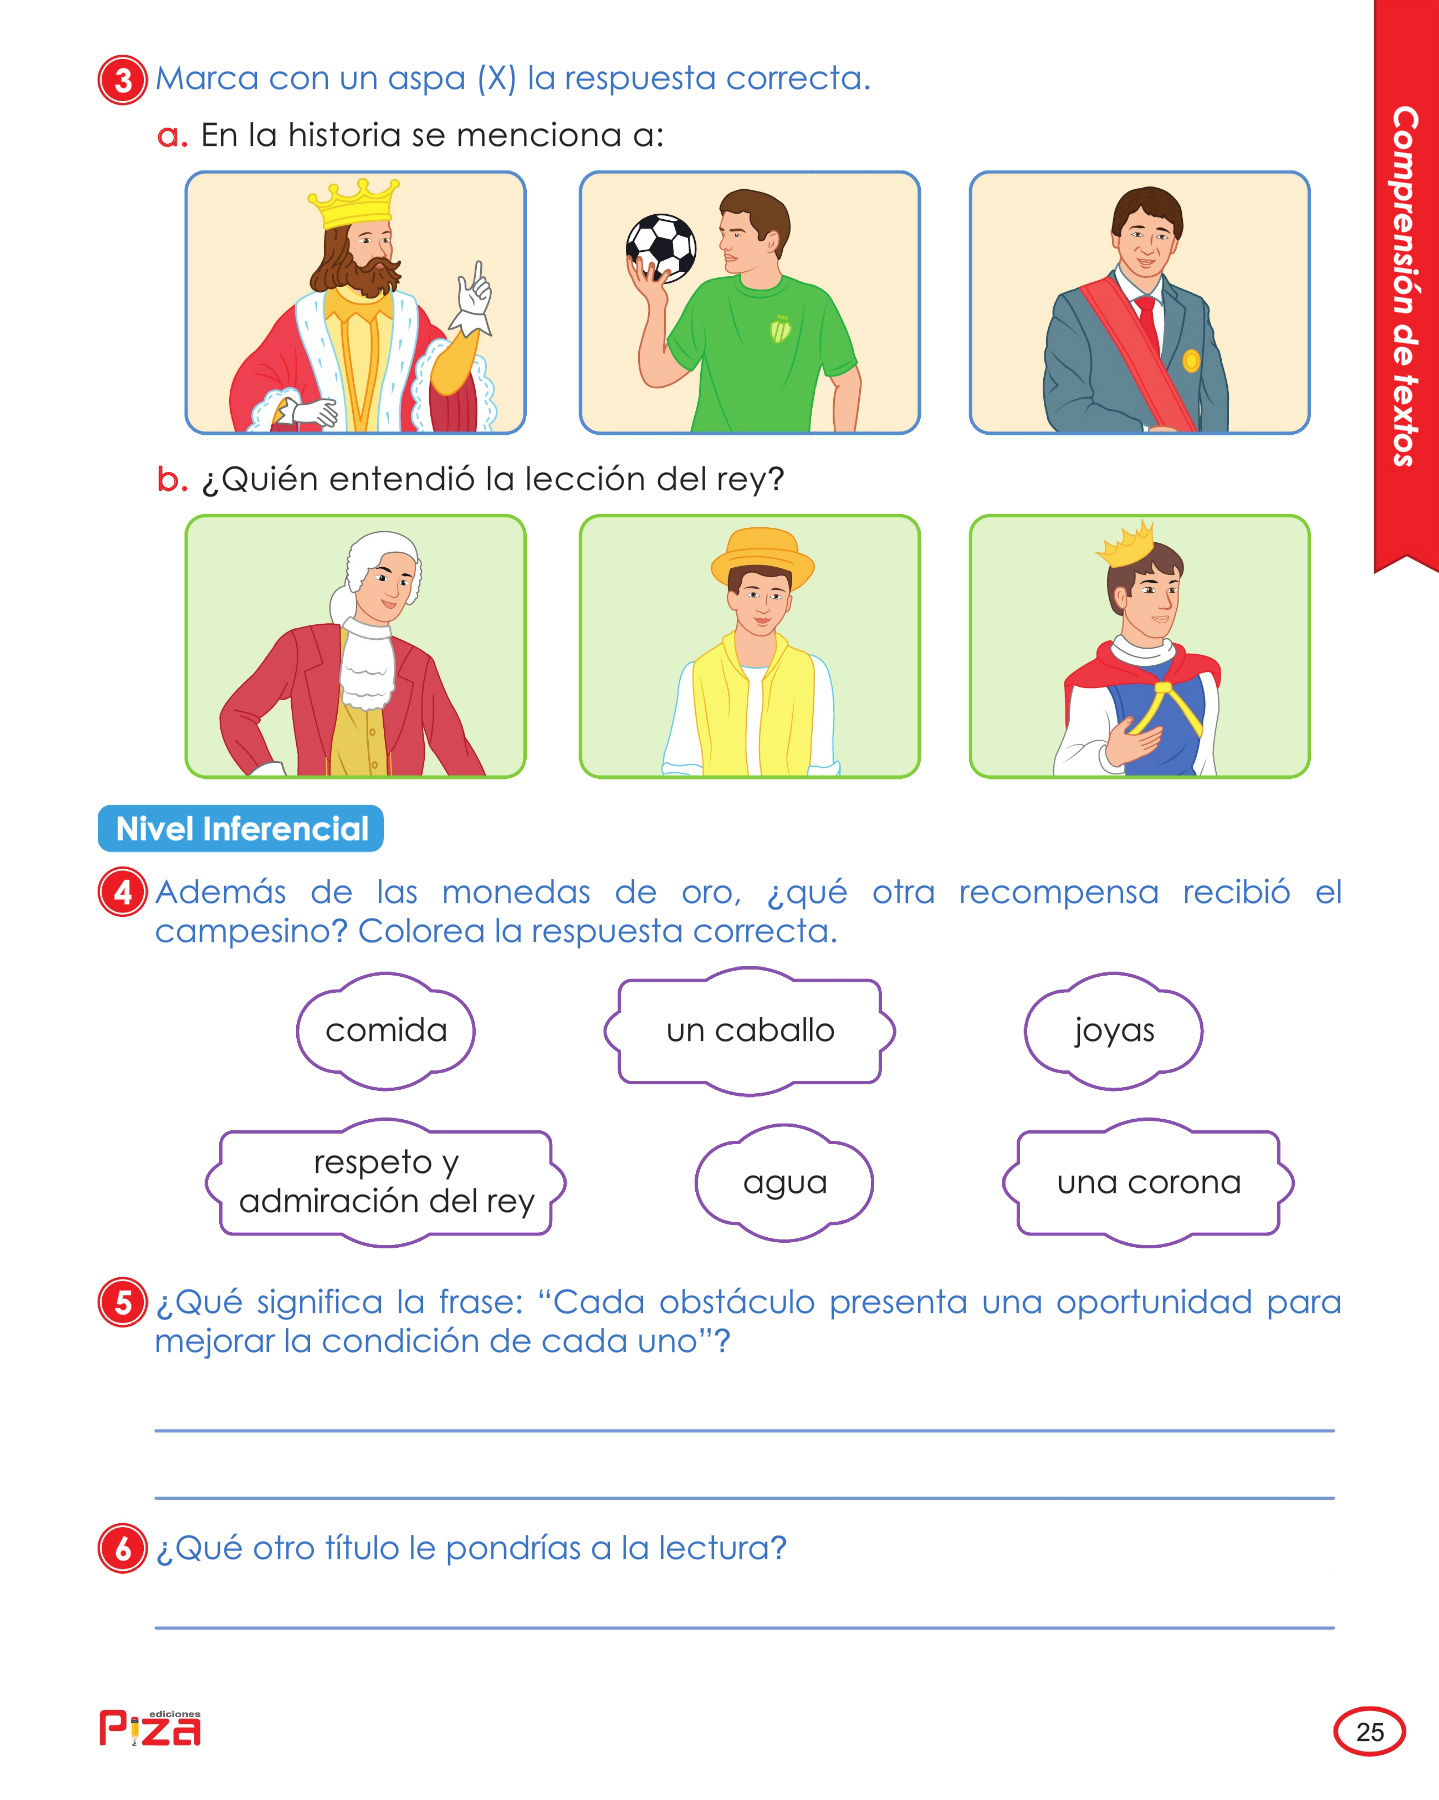 3 Marca con un aspa (X) la respuesta correcta.
a. En la historia se menciona a:
b. ¿Quién entendió la lección del rey?
Nivel Inferencial
4 Además de las monedas de oro, ¿qué otra recompensa recibió el
campesino? Colorea la respuesta correcta.
comida
un caballo
joyas
respeto y
admiración del rey
agua
una corona
5 ¿Qué significa la frase: “Cada obstáculo presenta una oportunidad para
mejorar la condición de cada uno”?
6 ¿Qué otro título le pondrías a la lectura?
Comprensión de textos
ediciones
Piza
25